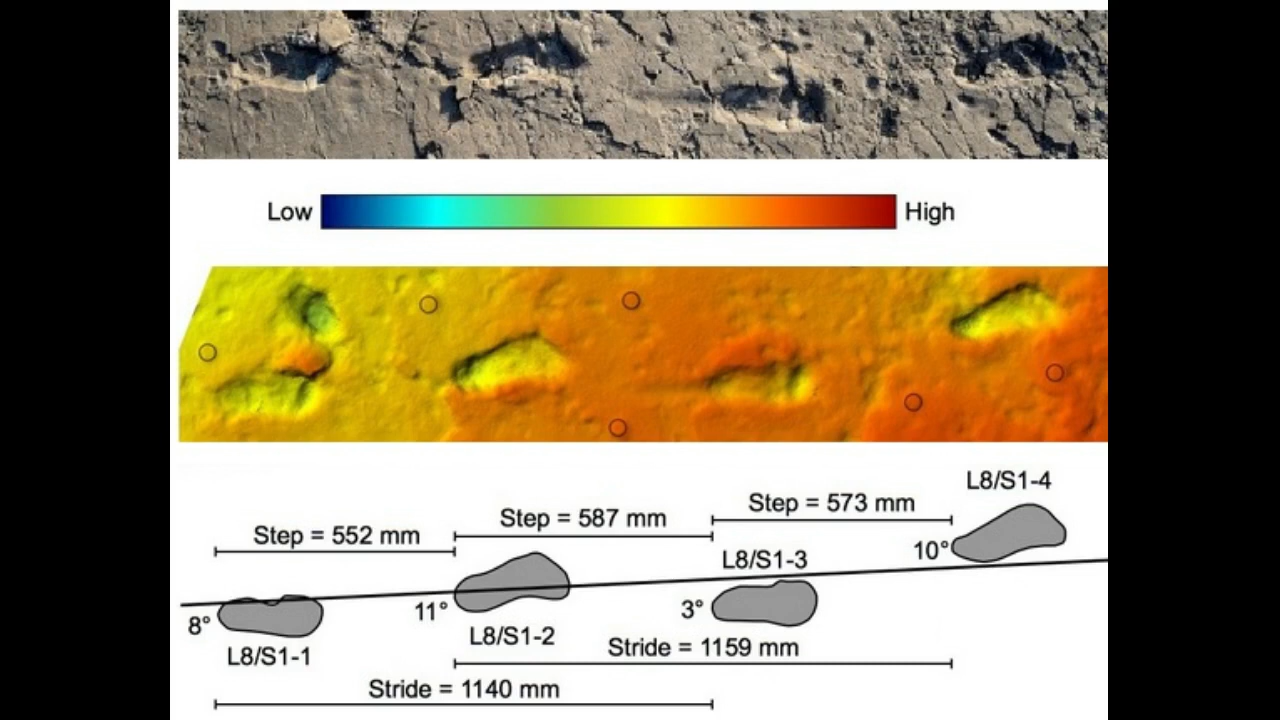 Low High
L8/S1-4
Step = 573 mm
Step = 587 mm
Step = 552 mm
10°
L8/S1-3
11°
3°
8°
L8/S1-2
Stride = 1159 mm
L8/S1-1
Stride = 1140 mm